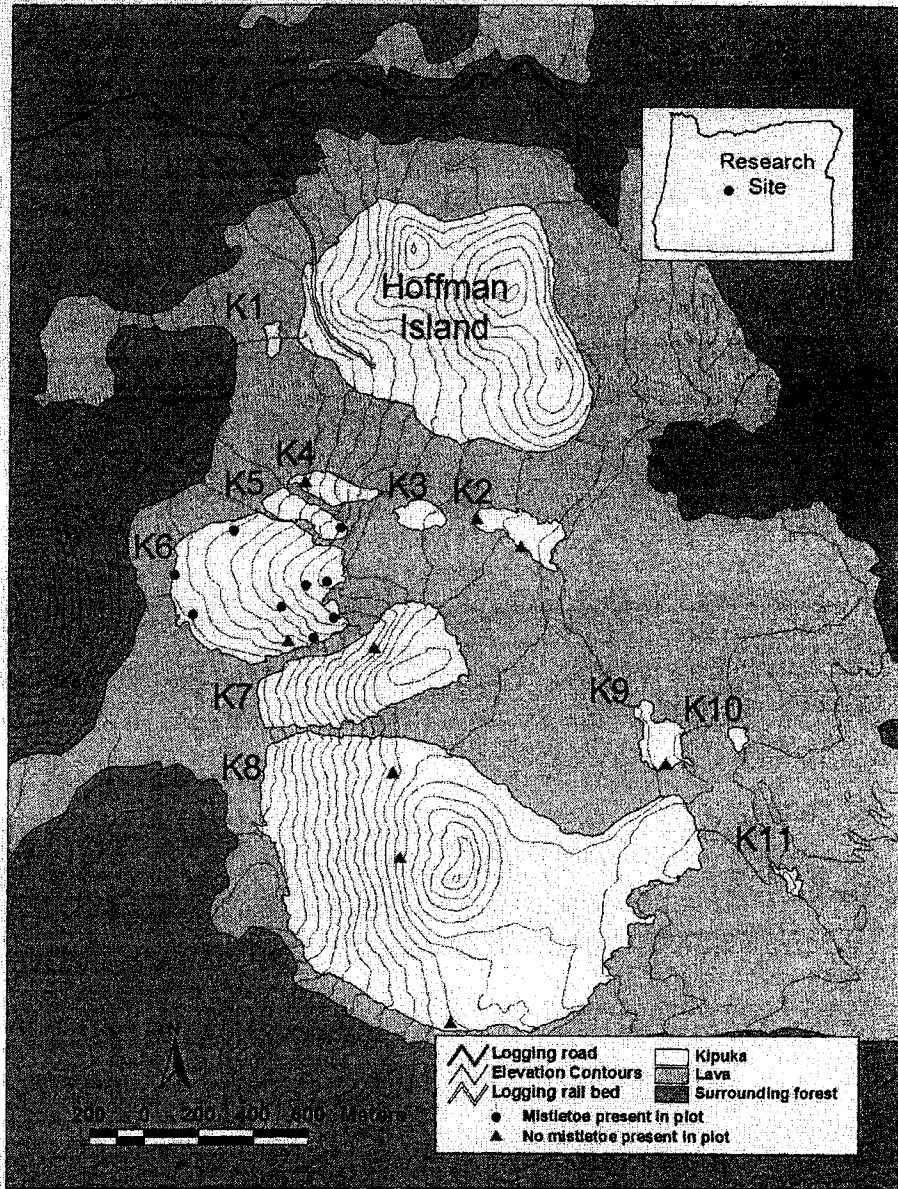 Research
Site
Hoffman
Island
K1
K4
K5
K3
K2
K6
K7
K9
K10
K8
K11
N
Logging road
Elevation Contours
Logging rail bed
Kipuka
Lava
Surrounding forest
Mistletoe present in plot
No mistletoe present in plot
200 0 200 400 600 Meters